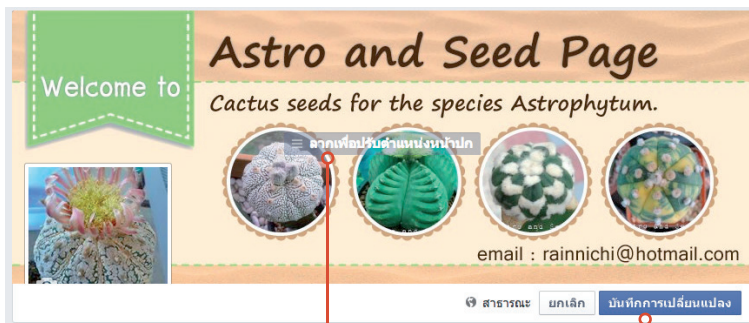 Welcome to
Astro and Seed Page
Cactus seeds for the species Astrophytum.
ลากเพื่อปรับตำแหน่งหน้าปก
email : rainnichi@hotmail.com
สาธารณะ ยกเลิก บันทึกการเปลี่ยนแปลง